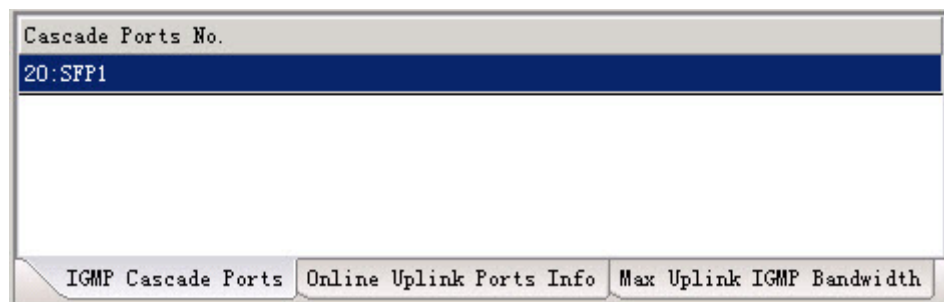 Cascade Ports No.
20:SFP1
IGMP Cascade Ports Online Uplink Ports Info Max Uplink IGMP Bandwidth